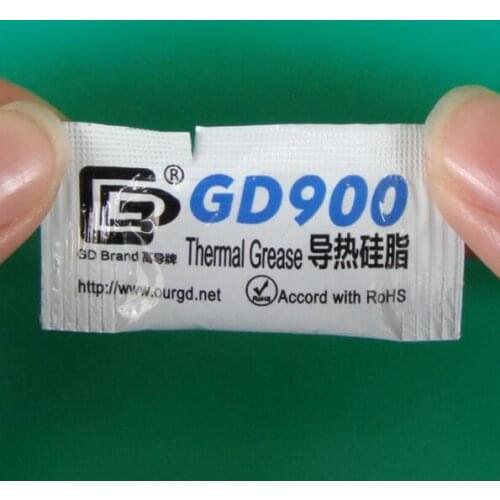 GD® GD900
GD Brand 高导牌 Thermal Grease 导热硅脂
http://www.ourgd.net RoHS Accord with RoHS